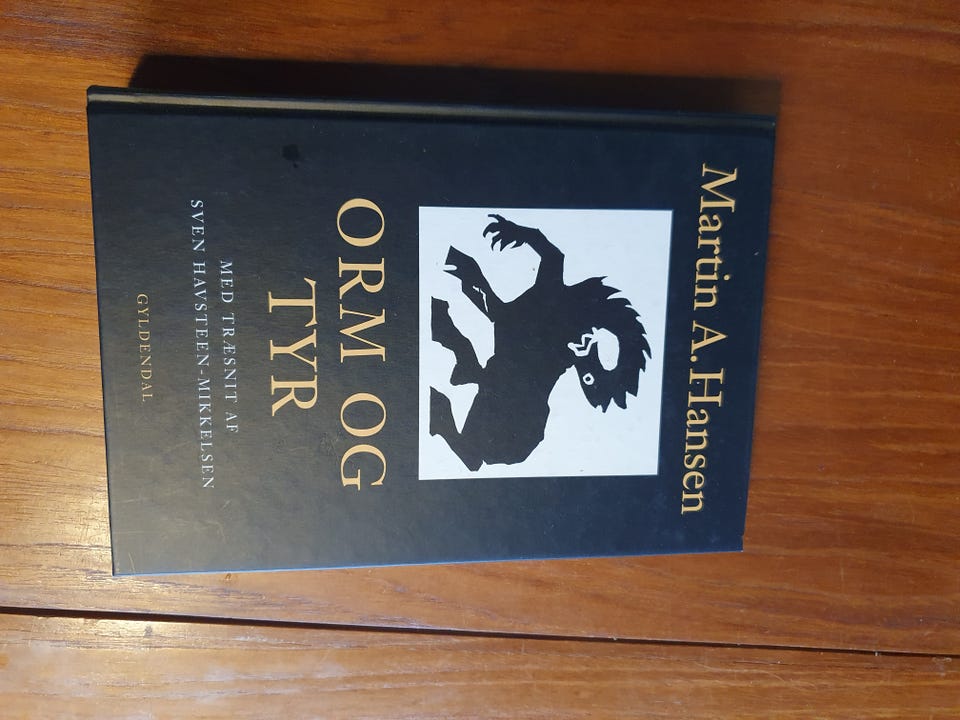 Martin A. Hansen
ORM OG
TYR
MED TRÆSNIT AF
SVEN HAVSTEEN-MIKKELSEN
GYLDENDAL